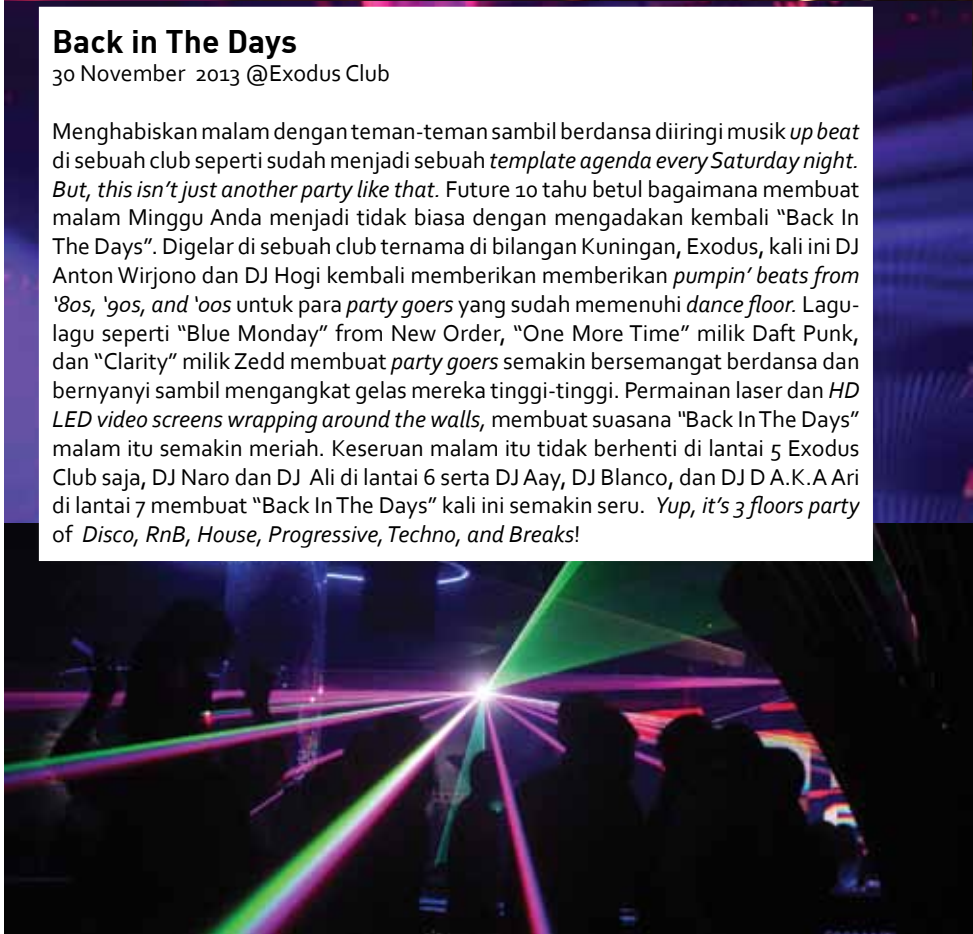 Back in The Days
30 November 2013 @Exodus Club
Menghabiskan malam dengan teman-teman sambil berdansa diiringi musik up beat
di sebuah club seperti sudah menjadi sebuah template agenda every Saturday night.
But, this isn't just another party like that. Future 10 tahu betul bagaimana membuat
malam Minggu Anda menjadi tidak biasa dengan mengadakan kembali “Back In
The Days”. Digelar di sebuah club ternama di bilangan Kuningan, Exodus, kali ini DJ
Anton Wirjono dan DJ Hogi kembali memberikan memberikan pumpin’ beats from
‘80s, ‘90s, and ‘00s untuk para party goers yang sudah memenuhi dance floor. Lagu-
lagu seperti “Blue Monday” from New Order, “One More Time” milik Daft Punk,
dan “Clarity” milik Zedd membuat party goers semakin bersemangat berdansa dan
bernyanyi sambil mengangkat gelas mereka tinggi-tinggi. Permainan laser dan HD
LED video screens wrapping around the walls, membuat suasana “Back In The Days”
malam itu semakin meriah. Keseruan malam itu tidak berhenti di lantai 5 Exodus
Club saja, DJ Naro dan DJ Ali di lantai 6 serta DJ Aay, DJ Blanco, dan DJ D A.K.A Ari
di lantai 7 membuat “Back In The Days” kali ini semakin seru. Yup, it’s 3 floors party
of Disco, RnB, House, Progressive, Techno, and Breaks!